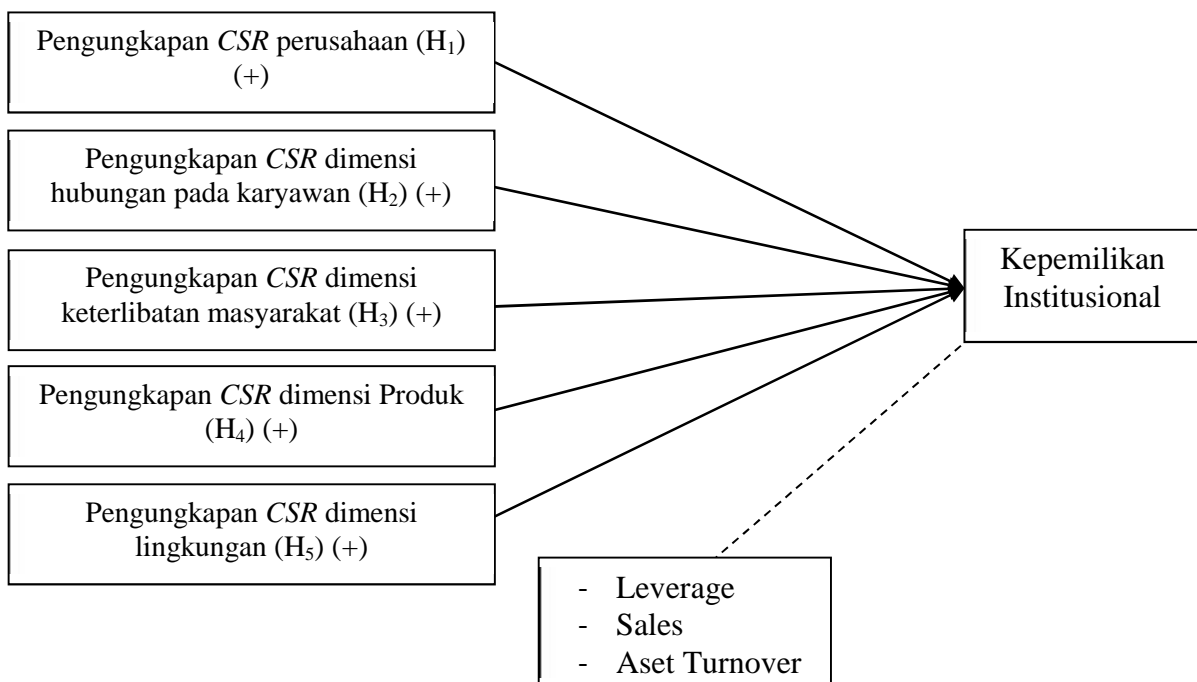 Pengungkapan CSR perusahaan (H₁)
(+)
Pengungkapan CSR dimensi
hubungan pada karyawan (H₂) (+)
Pengungkapan CSR dimensi
keterlibatan masyarakat (H₃) (+)
Pengungkapan CSR dimensi Produk
(H₄) (+)
Pengungkapan CSR dimensi
lingkungan (H₅) (+)
Kepemilikan
Institusional
- Leverage
- Sales
- Aset Turnover